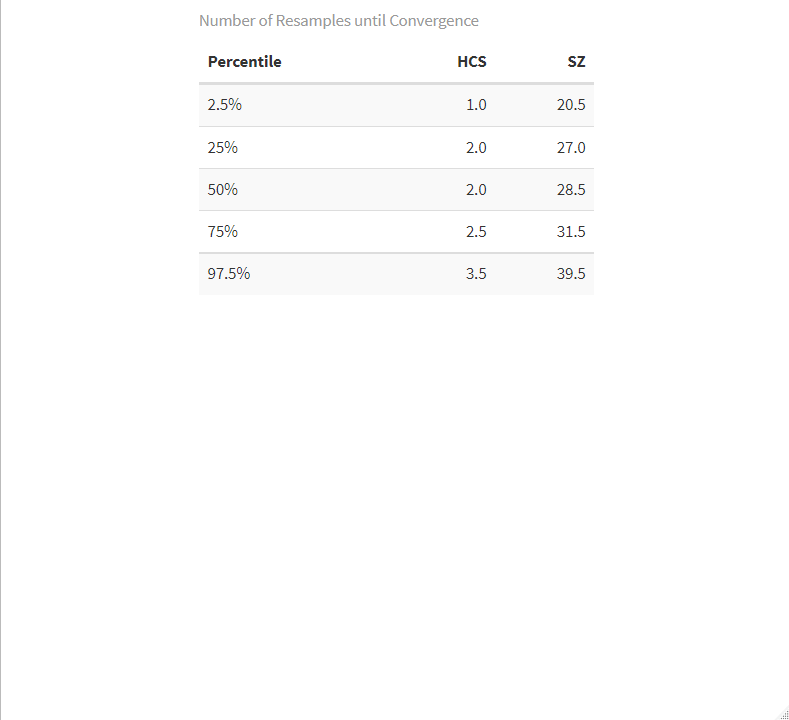 Number of Resamples until Convergence
Percentile HCS SZ
2.5% 1.0 20.5
25% 2.0 27.0
50% 2.0 28.5
75% 2.5 31.5
97.5% 3.5 39.5